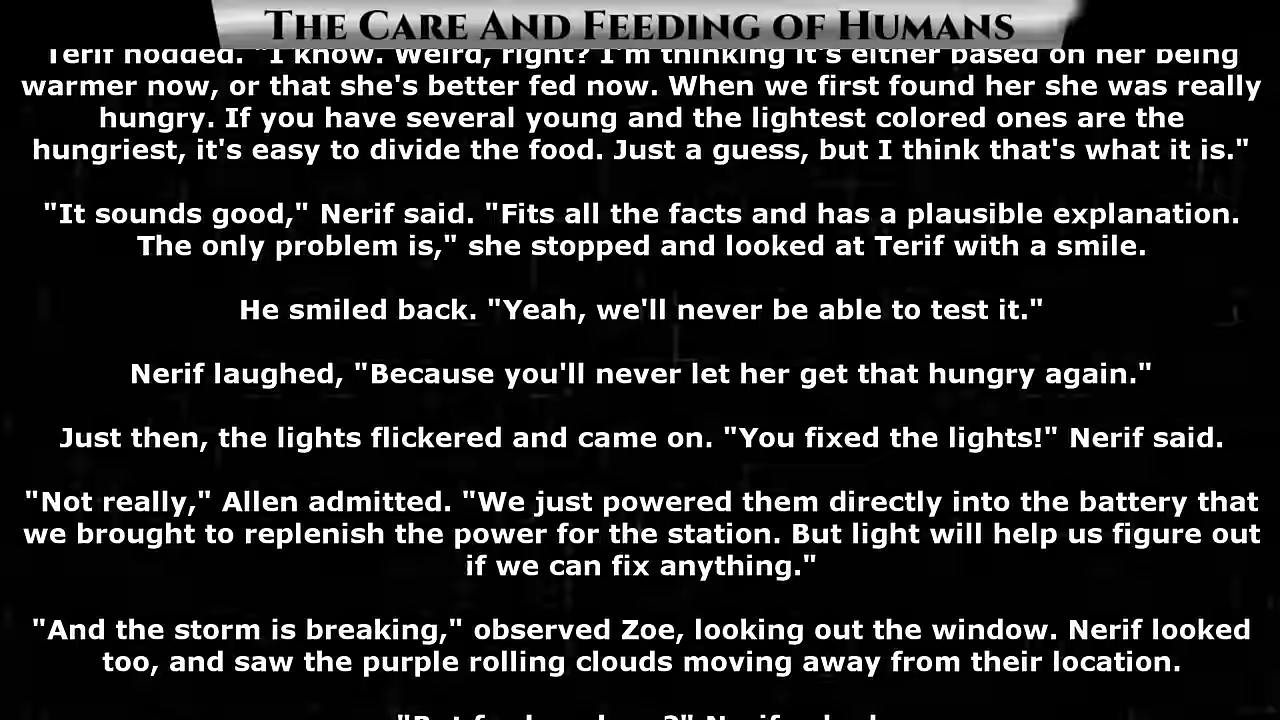 The Care And Feeding of Humans
Terif nodded. "I know. Weird, right? I'm thinking it's either based on her being
warmer now, or that she's better fed now. When we first found her she was really
hungry. If you have several young and the lightest colored ones are the
hungriest, it's easy to divide the food. Just a guess, but I think that's what it is."
"It sounds good," Nerif said. "Fits all the facts and has a plausible explanation.
The only problem is," she stopped and looked at Terif with a smile.
He smiled back. "Yeah, we'll never be able to test it."
Nerif laughed, "Because you'll never let her get that hungry again."
Just then, the lights flickered and came on. "You fixed the lights!" Nerif said.
"Not really," Allen admitted. "We just powered them directly into the battery that
we brought to replenish the power for the station. But light will help us figure out
if we can fix anything."
"And the storm is breaking," observed Zoe, looking out the window. Nerif looked
too, and saw the purple rolling clouds moving away from their location.